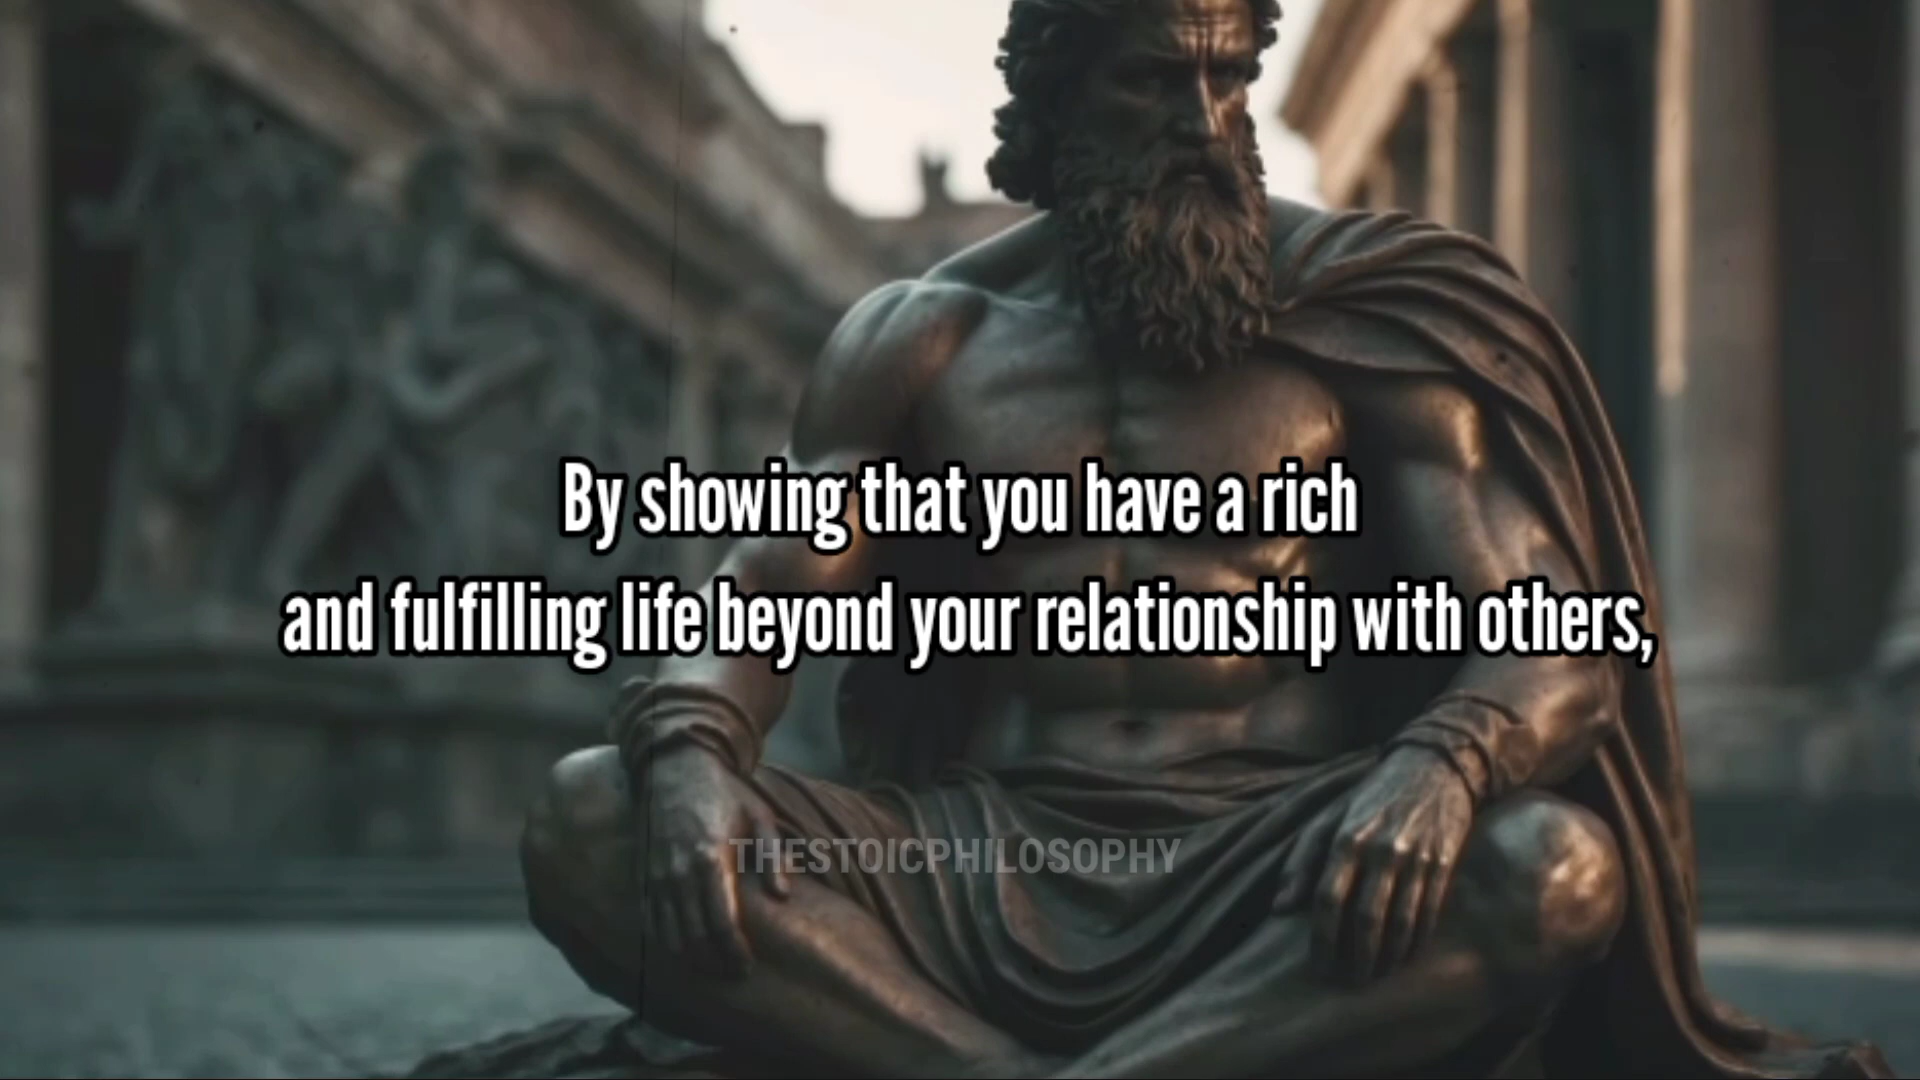 By showing that you have a rich
and fulfilling life beyond your relationship with others,
THESTOICPHILOSOPHY